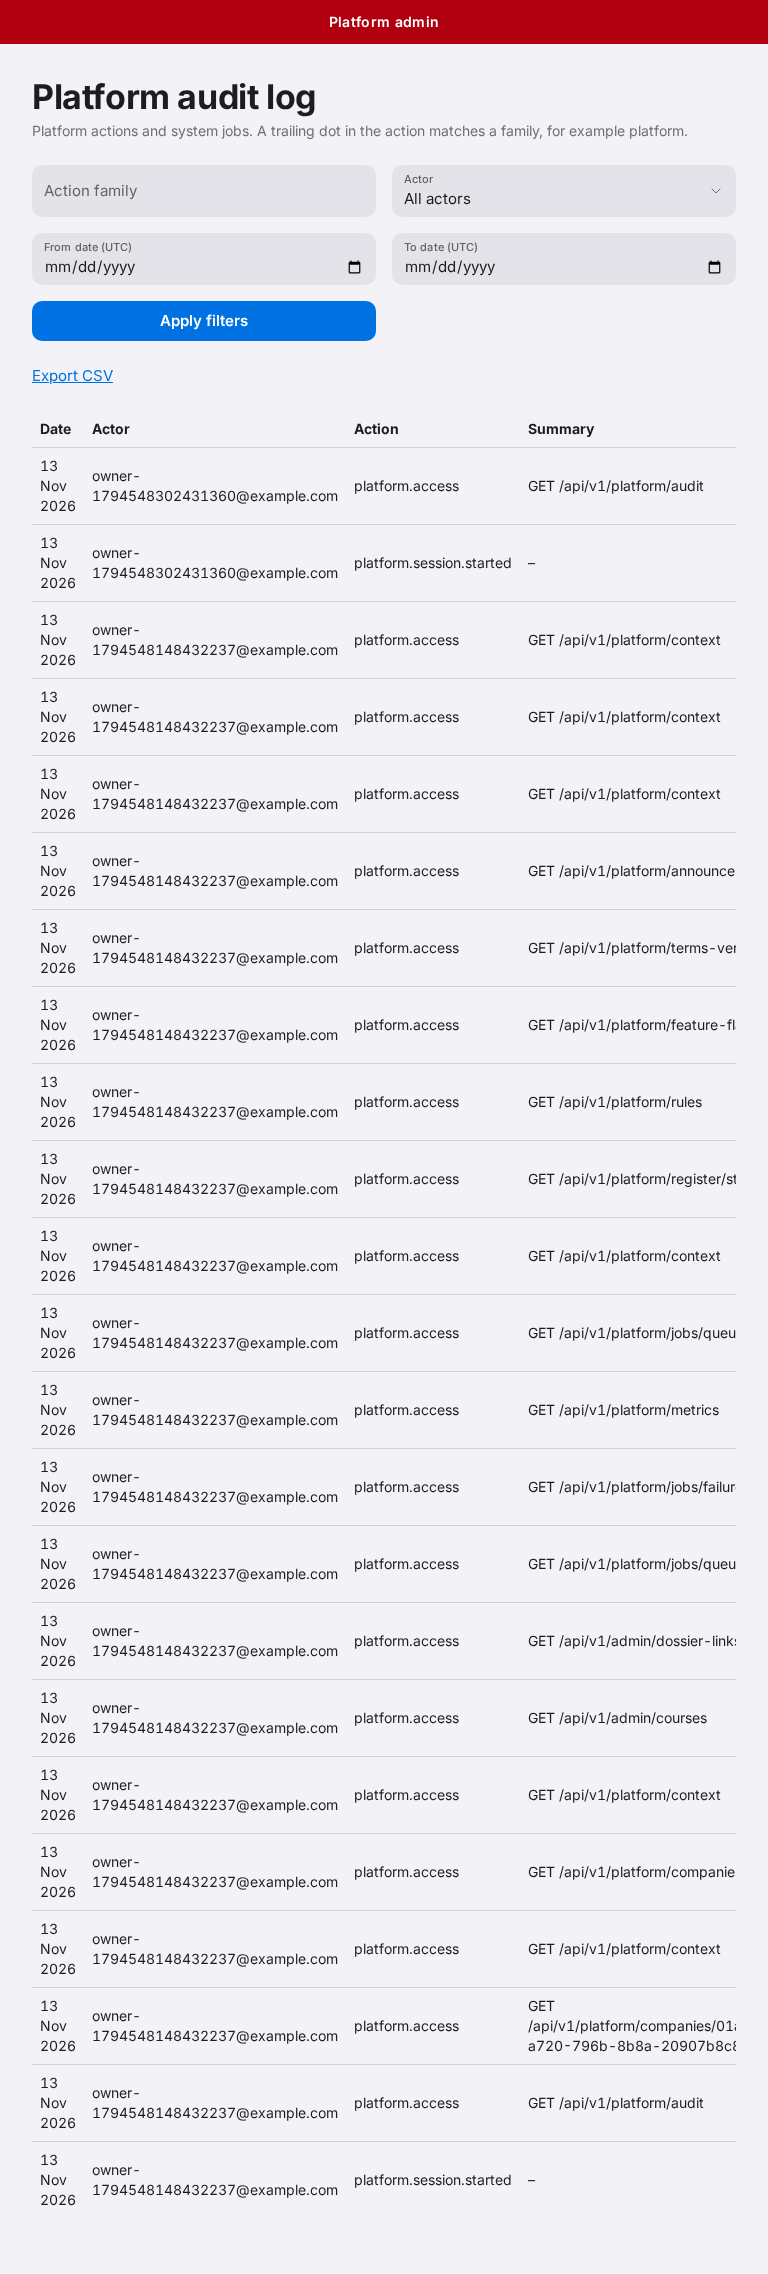 Platform admin
Platform audit log
Platform actions and system jobs. A trailing dot in the action matches a family, for example platform.
Action family
Actor
All actors
From date (UTC)
mm/dd/yyyy
To date (UTC)
mm/dd/yyyy
Apply filters
Export CSV
Date Actor Action Summary
13 Nov 2026 owner-1794548302431360@example.com platform.access GET /api/v1/platform/audit
13 Nov 2026 owner-1794548302431360@example.com platform.session.started –
13 Nov 2026 owner-1794548148432237@example.com platform.access GET /api/v1/platform/context
13 Nov 2026 owner-1794548148432237@example.com platform.access GET /api/v1/platform/context
13 Nov 2026 owner-1794548148432237@example.com platform.access GET /api/v1/platform/context
13 Nov 2026 owner-1794548148432237@example.com platform.access GET /api/v1/platform/announce
13 Nov 2026 owner-1794548148432237@example.com platform.access GET /api/v1/platform/terms-ver
13 Nov 2026 owner-1794548148432237@example.com platform.access GET /api/v1/platform/feature-fl
13 Nov 2026 owner-1794548148432237@example.com platform.access GET /api/v1/platform/rules
13 Nov 2026 owner-1794548148432237@example.com platform.access GET /api/v1/platform/register/st
13 Nov 2026 owner-1794548148432237@example.com platform.access GET /api/v1/platform/context
13 Nov 2026 owner-1794548148432237@example.com platform.access GET /api/v1/platform/jobs/queu
13 Nov 2026 owner-1794548148432237@example.com platform.access GET /api/v1/platform/metrics
13 Nov 2026 owner-1794548148432237@example.com platform.access GET /api/v1/platform/jobs/failur
13 Nov 2026 owner-1794548148432237@example.com platform.access GET /api/v1/platform/jobs/queu
13 Nov 2026 owner-1794548148432237@example.com platform.access GET /api/v1/admin/dossier-links
13 Nov 2026 owner-1794548148432237@example.com platform.access GET /api/v1/admin/courses
13 Nov 2026 owner-1794548148432237@example.com platform.access GET /api/v1/platform/context
13 Nov 2026 owner-1794548148432237@example.com platform.access GET /api/v1/platform/companie
13 Nov 2026 owner-1794548148432237@example.com platform.access GET /api/v1/platform/context
13 Nov 2026 owner-1794548148432237@example.com platform.access GET /api/v1/platform/companies/01a a720-796b-8b8a-20907b8c8
13 Nov 2026 owner-1794548148432237@example.com platform.access GET /api/v1/platform/audit
13 Nov 2026 owner-1794548148432237@example.com platform.session.started –